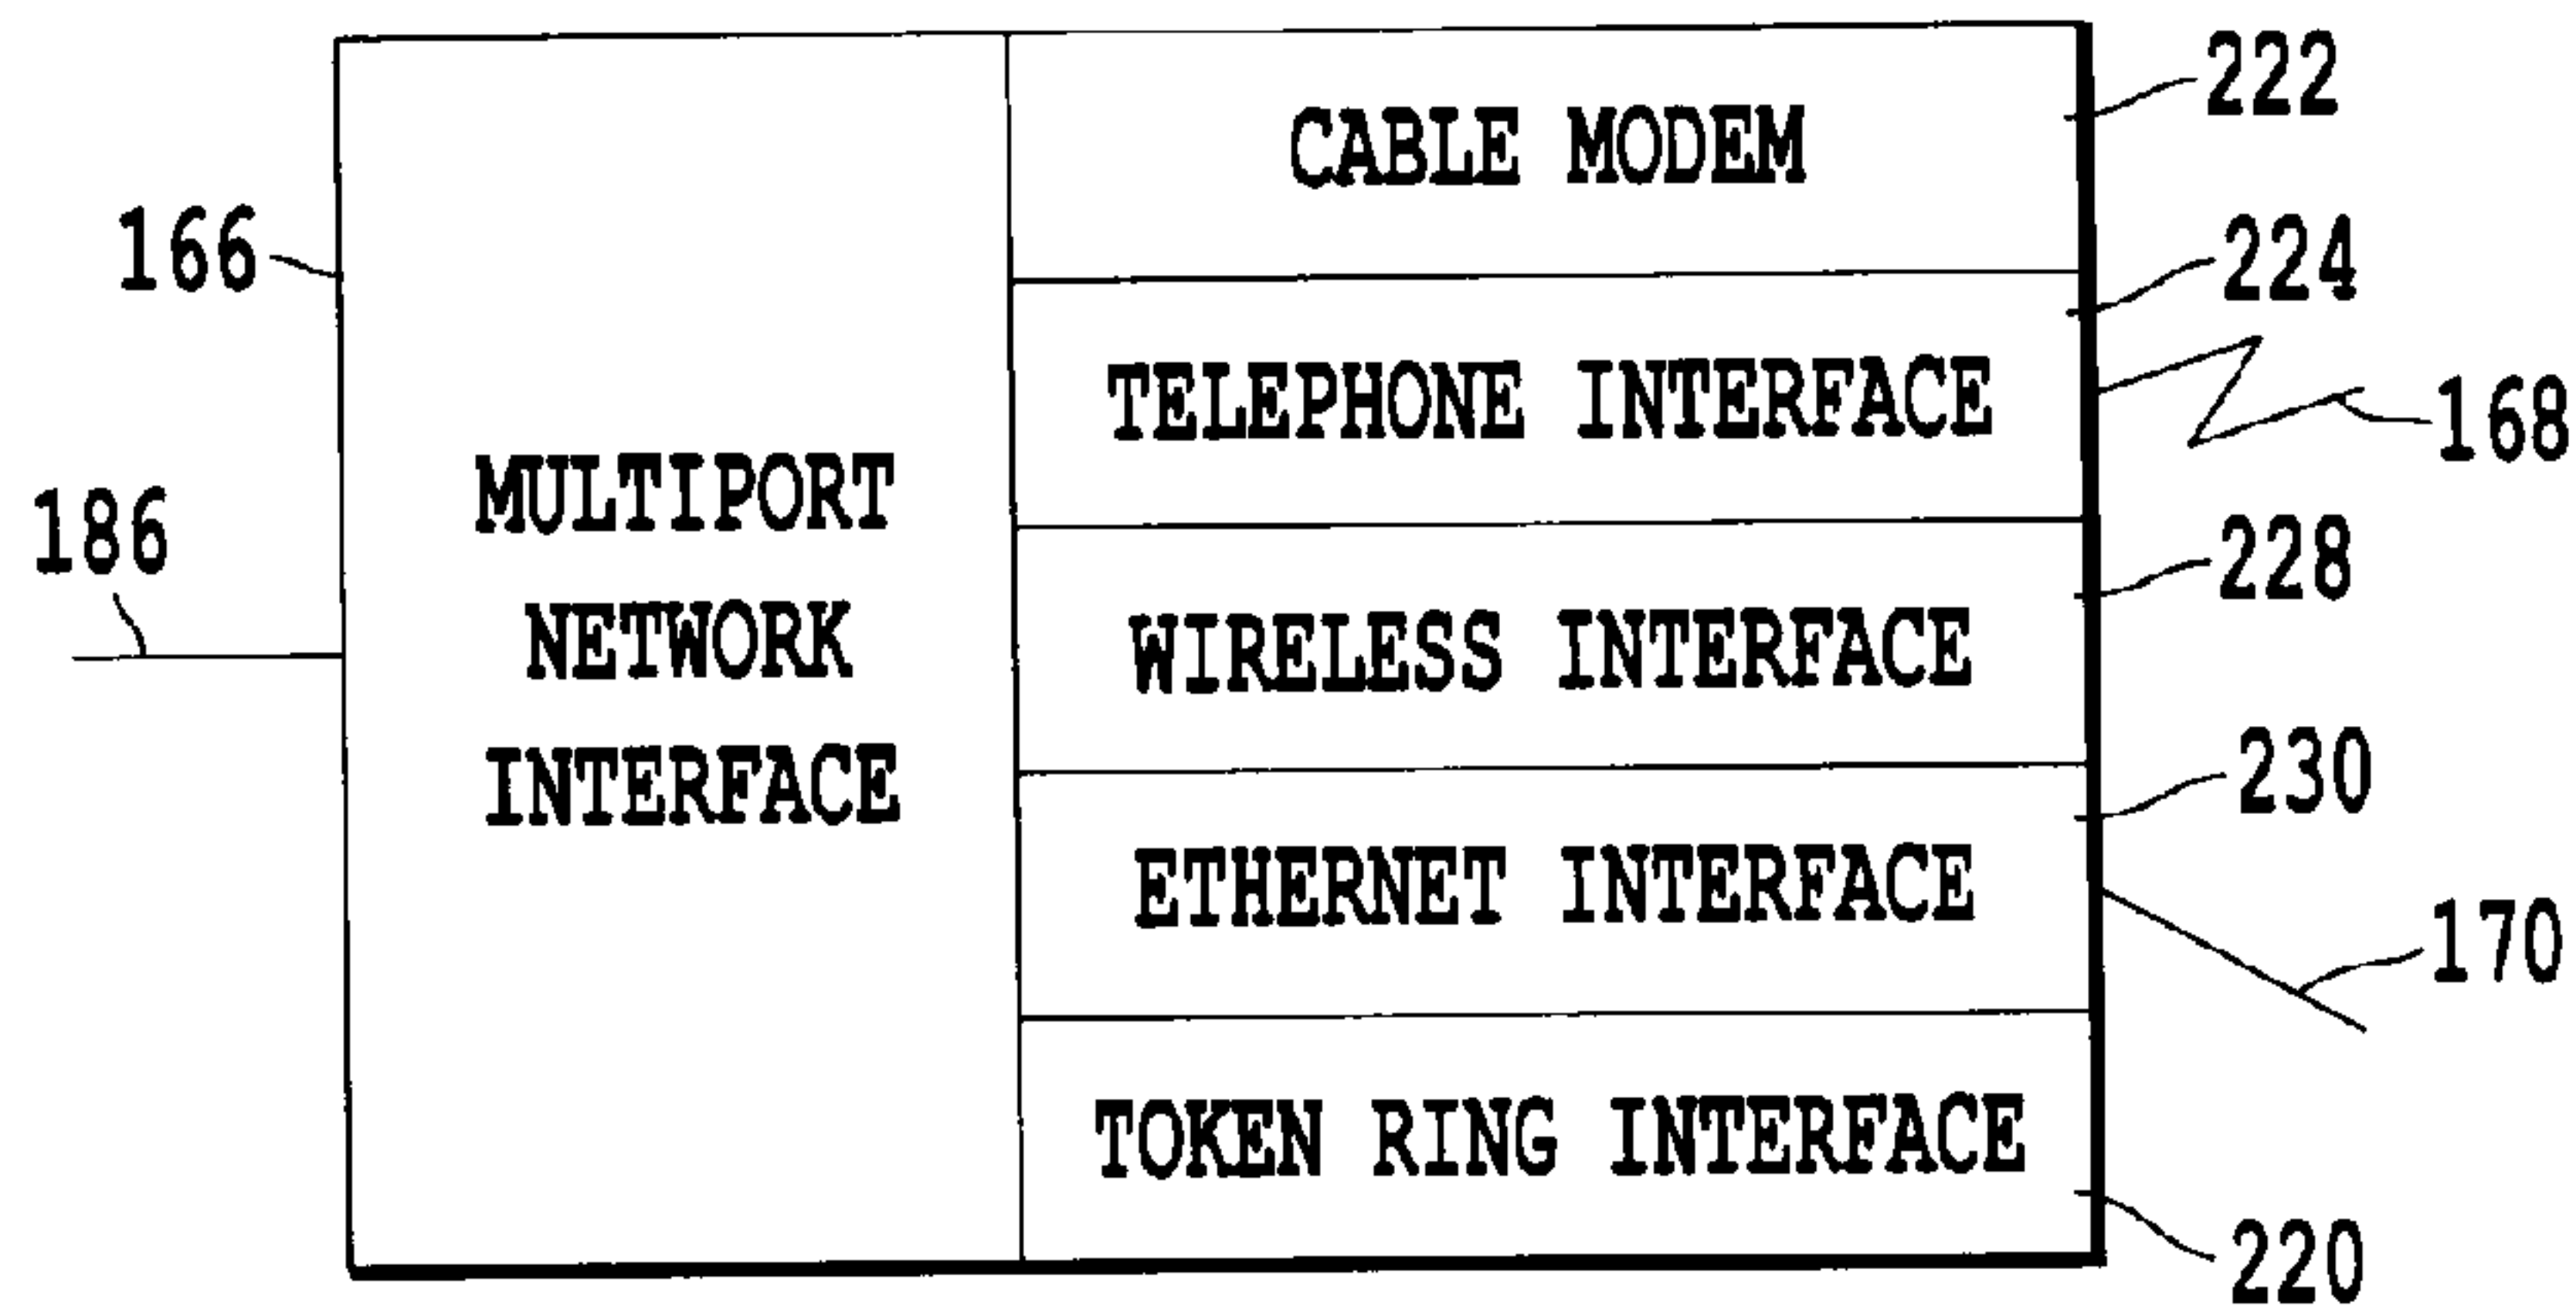 222
CABLE MODEM
166
224
TELEPHONE INTERFACE
168
MULTIPORT
NETWORK
INTERFACE
186
228
WIRELESS INTERFACE
230
ETHERNET INTERFACE
170
TOKEN RING INTERFACE
220